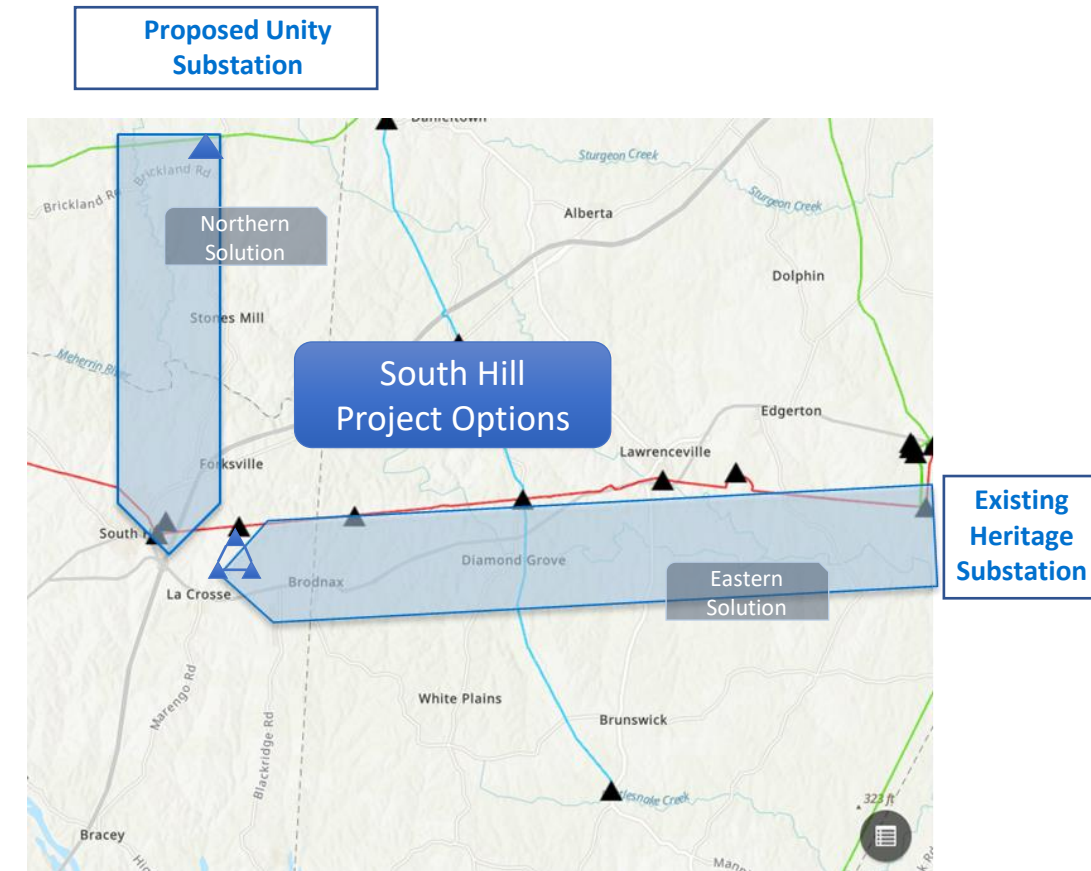 Proposed Unity
Substation
Danieltown
Sturgeon Creek
Brickland Rd
Brickland Rd
Sturgeon Creek
Alberta
Northern
Solution
Dolphin
Stones Mill
Meherrin River
South Hill
Project Options
Edgerton
Lawrenceville
Forksville
Existing
Heritage
Substation
South
Diamond Grove
Eastern
Solution
Brodnax
La Crosse
White Plains
Marengo Rd
Brunswick
Blackridge Rd
323 ft
Bracey